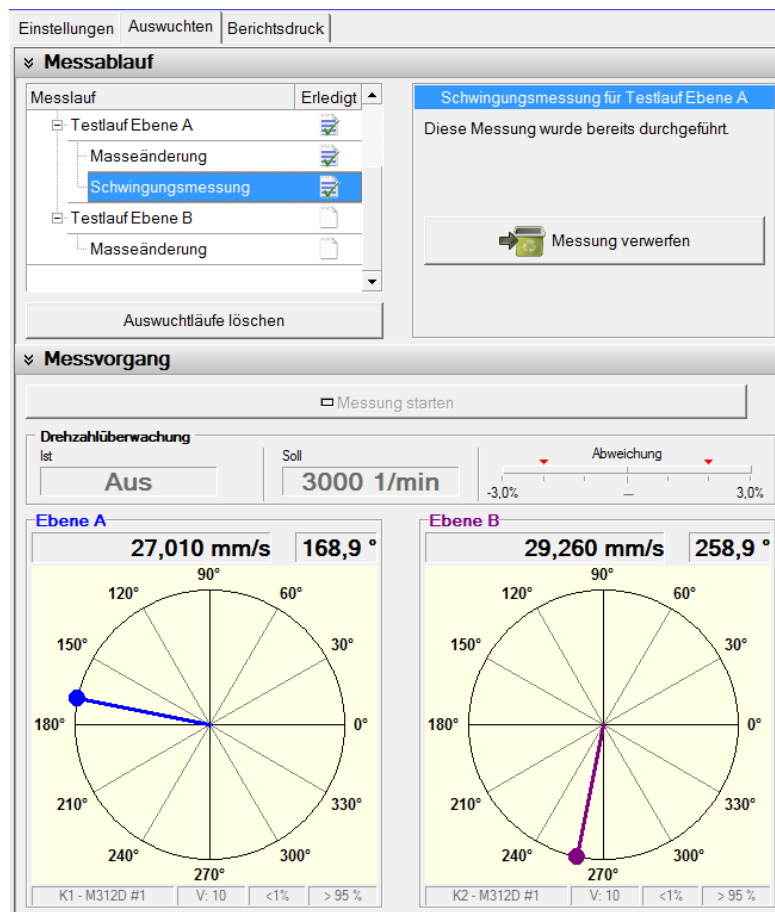 Einstellungen Auswuchten Berichtsdruck
Messablauf
Messlauf Erledigt
Testlauf Ebene A
Masseänderung
Schwingungsmessung
Testlauf Ebene B
Masseänderung
Auswuchtläufe löschen
Schwingungsmessung für Testlauf Ebene A
Diese Messung wurde bereits durchgeführt.
Messung verwerfen
Messvorgang
Messung starten
Drehzahlüberwachung
Ist
Aus
Soll
3000 1/min
Abweichung
-3,0% — 3,0%
Ebene A
27,010 mm/s 168,9 °
90°
120° 60°
150° 30°
180° 0°
210° 330°
240° 300°
270°
K1 - M312D #1 V: 10 <1% > 95 %
Ebene B
29,260 mm/s 258,9 °
90°
120° 60°
150° 30°
180° 0°
210° 330°
240° 300°
270°
K2 - M312D #1 V: 10 <1% > 95 %